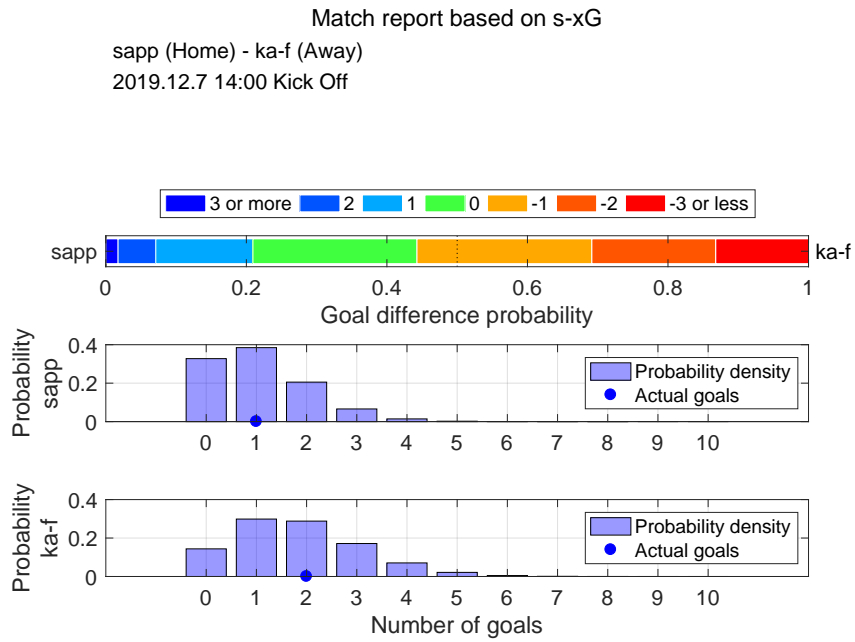 Match report based on s-xG
sapp (Home) - ka-f (Away)
2019.12.7 14:00 Kick Off
3 or more 2 1 0 -1 -2 -3 or less
sapp ka-f
0 0.2 0.4 0.6 0.8 1
Goal difference probability
Probability
sapp
0.4
0.2
0
Probability density
Actual goals
0 1 2 3 4 5 6 7 8 9 10
Probability
ka-f
0.4
0.2
0
Probability density
Actual goals
0 1 2 3 4 5 6 7 8 9 10
Number of goals